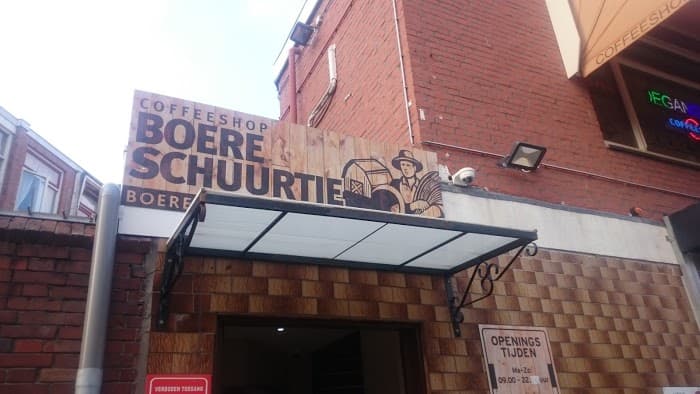 COFFEESHOP
BOERE
SCHUURTJE
BOERE
COFFEESHOP
OPENINGS
TIJDEN
Ma-Zo
VERBODEN TOEGANG